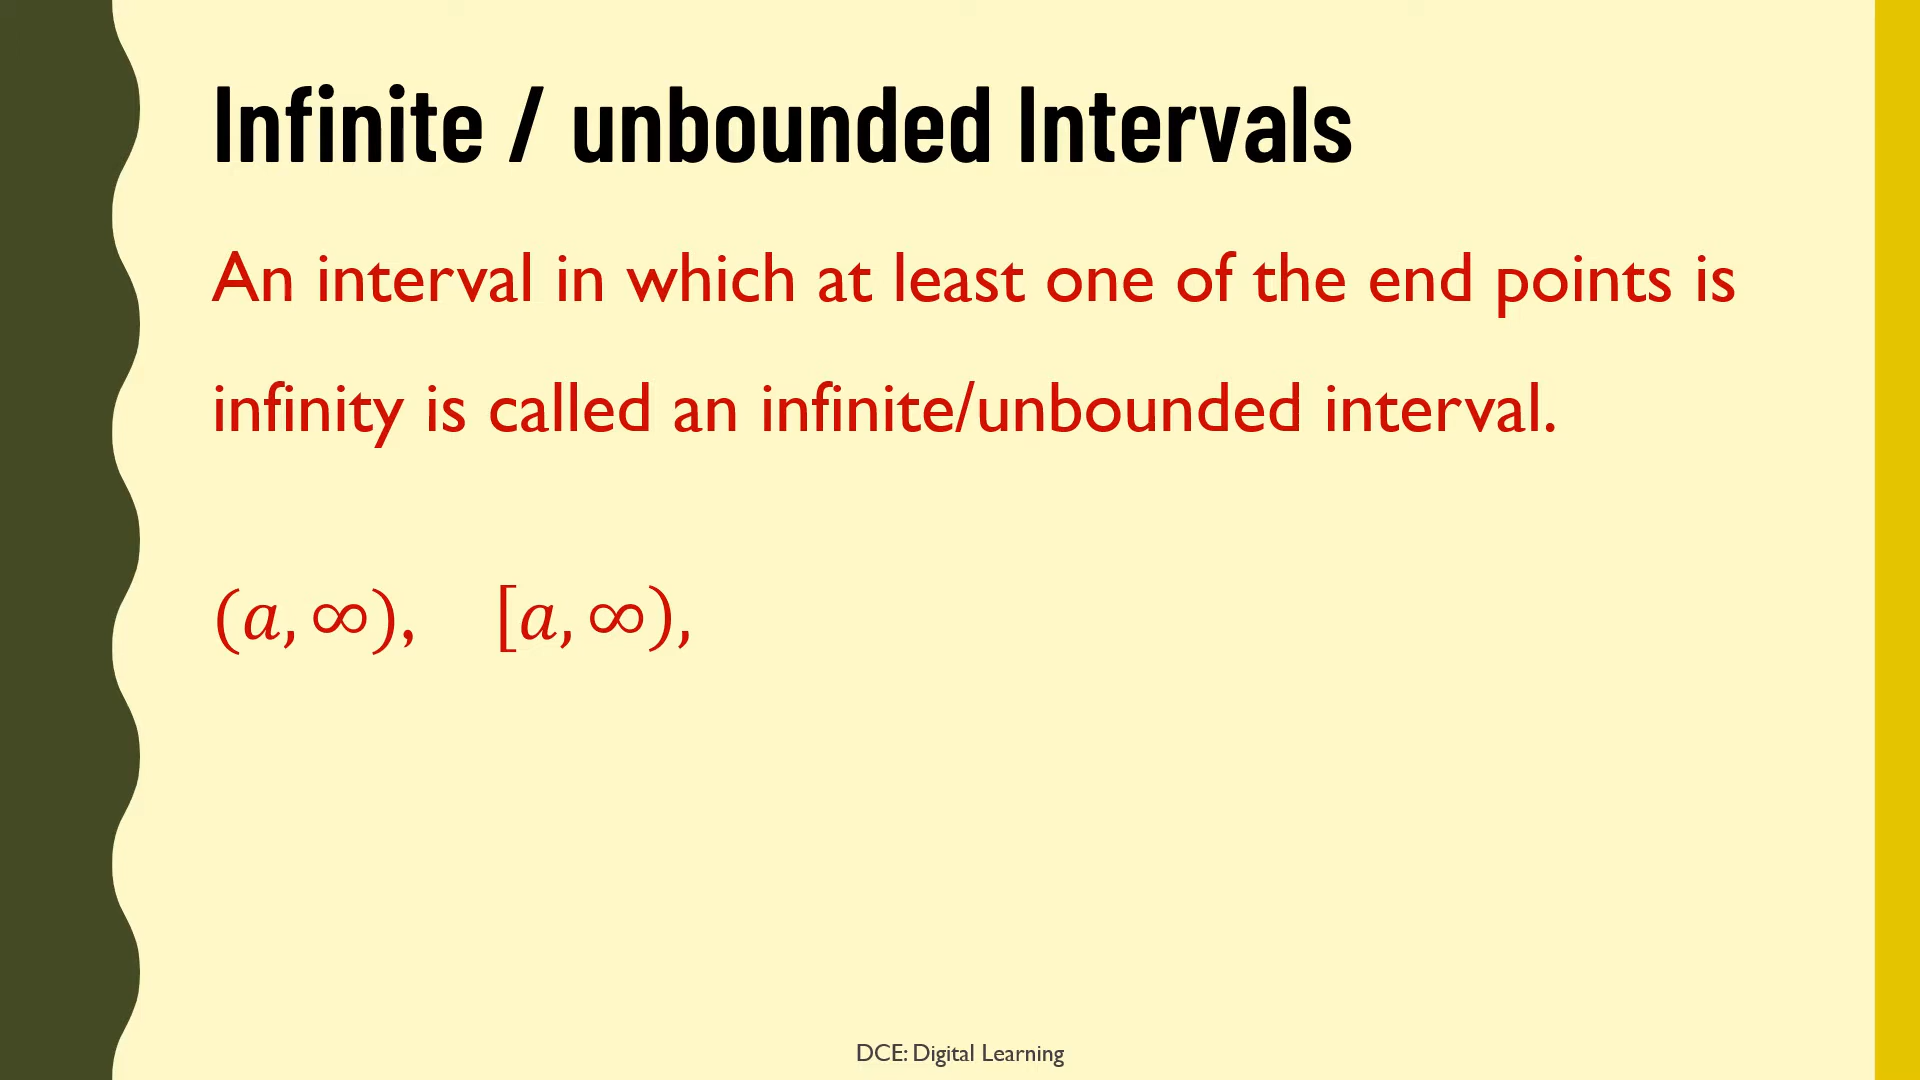 Infinite / unbounded Intervals
An interval in which at least one of the end points is
infinity is called an infinite/unbounded interval.
(a, ∞), [a, ∞),
DCE: Digital Learning